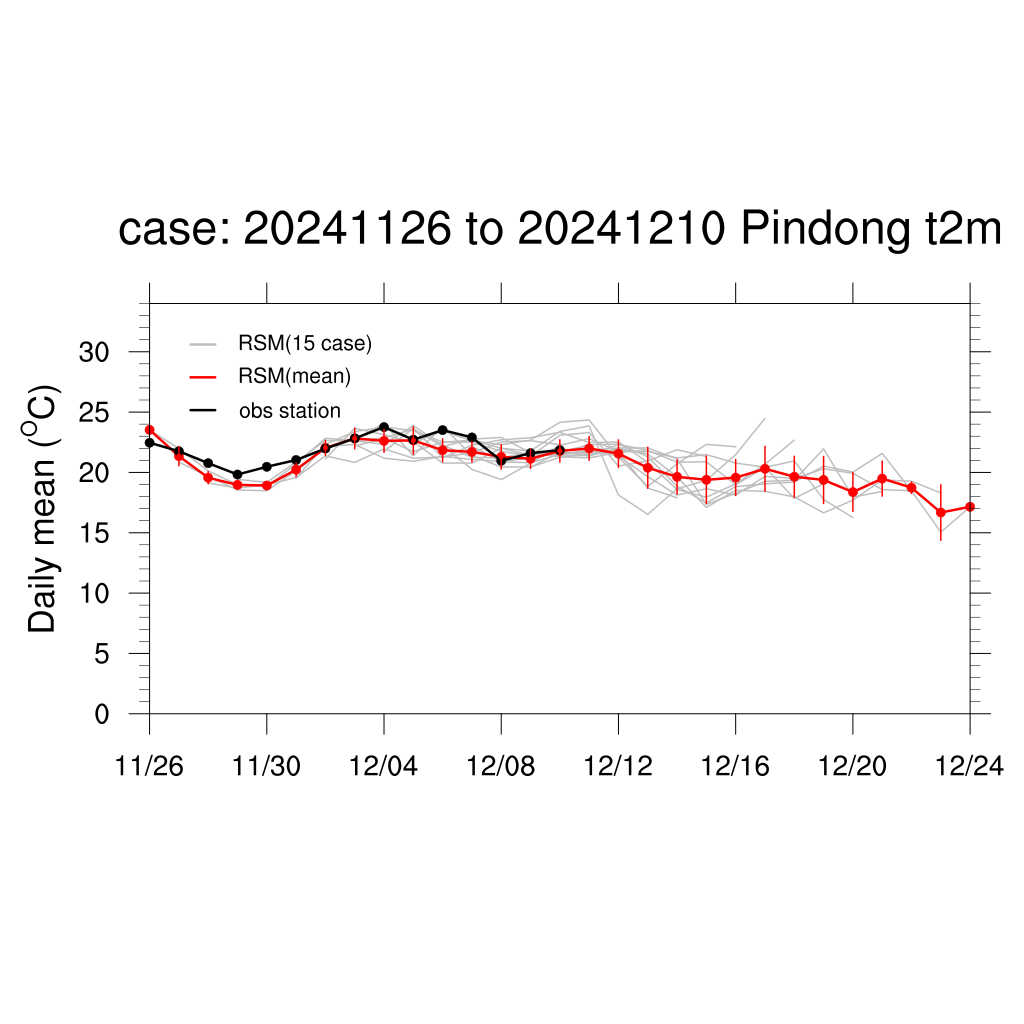 case: 20241126 to 20241210 Pindong t2m
RSM(15 case)
RSM(mean)
obs station
Daily mean (°C)
30
25
20
15
10
5
0
11/26 11/30 12/04 12/08 12/12 12/16 12/20 12/24